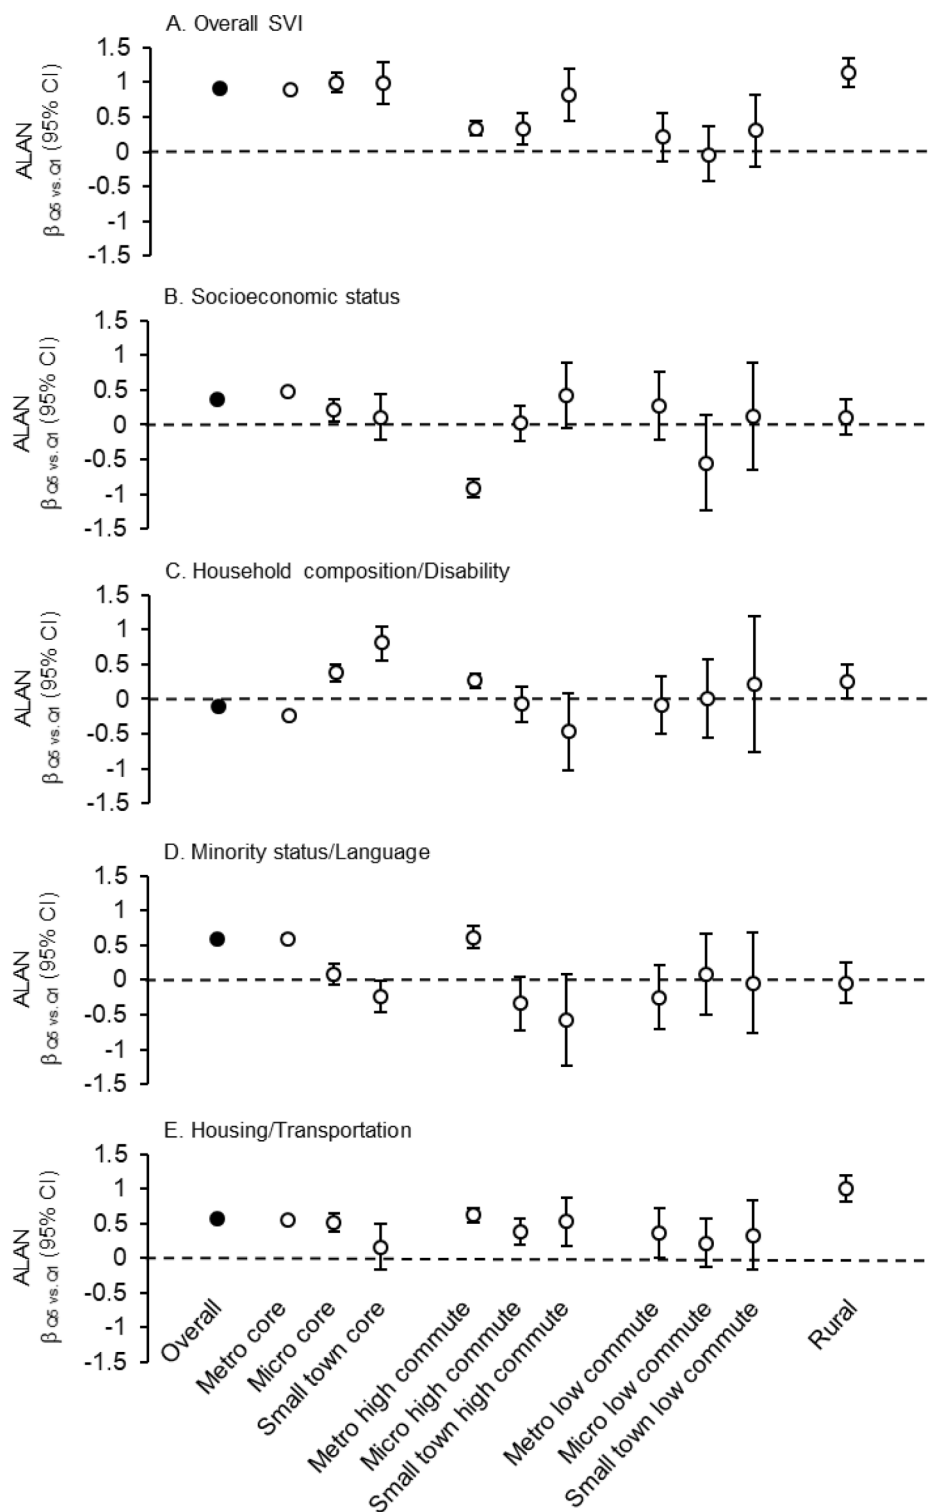 A. Overall SVI
ALAN
β Q5 vs. Q1 (95% CI)
1.5
1
0.5
0
-0.5
-1
-1.5
B. Socioeconomic status
ALAN
β Q5 vs. Q1 (95% CI)
1.5
1
0.5
0
-0.5
-1
-1.5
C. Household composition/Disability
ALAN
β Q5 vs. Q1 (95% CI)
1.5
1
0.5
0
-0.5
-1
-1.5
D. Minority status/Language
ALAN
β Q5 vs. Q1 (95% CI)
1.5
1
0.5
0
-0.5
-1
-1.5
E. Housing/Transportation
ALAN
β Q5 vs. Q1 (95% CI)
1.5
1
0.5
0
-0.5
-1
-1.5
Overall
Metro core
Micro core
Small town core
Metro high commute
Micro high commute
Small town high commute
Metro low commute
Micro low commute
Small town low commute
Rural